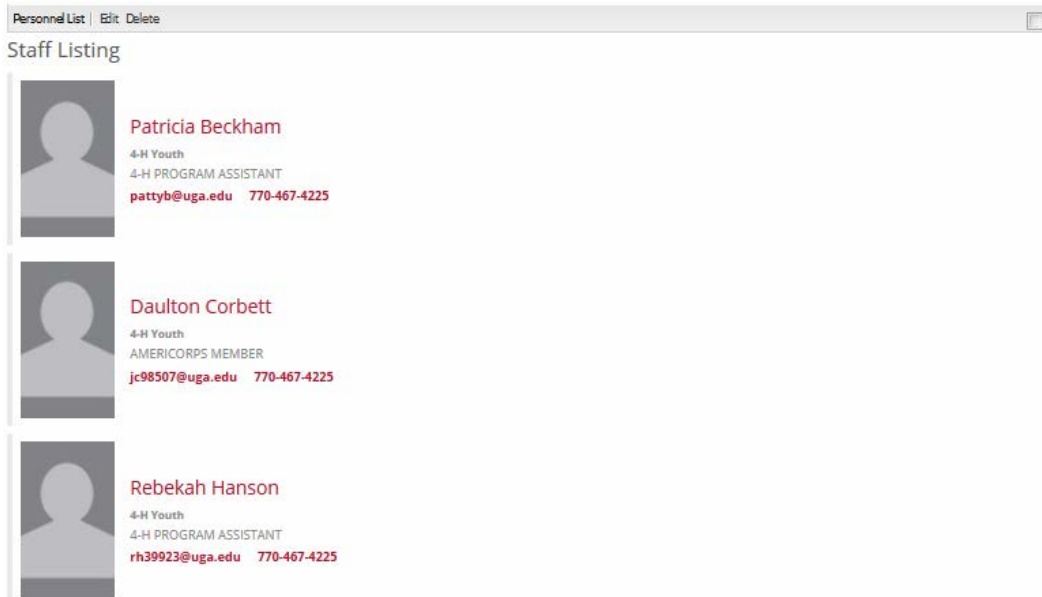 Personnel List | Edit Delete
Staff Listing
Patricia Beckham
4-H Youth
4-H PROGRAM ASSISTANT
pattyb@uga.edu 770-467-4225
Daulton Corbett
4-H Youth
AMERICORPS MEMBER
jc98507@uga.edu 770-467-4225
Rebekah Hanson
4-H Youth
4-H PROGRAM ASSISTANT
rh39923@uga.edu 770-467-4225